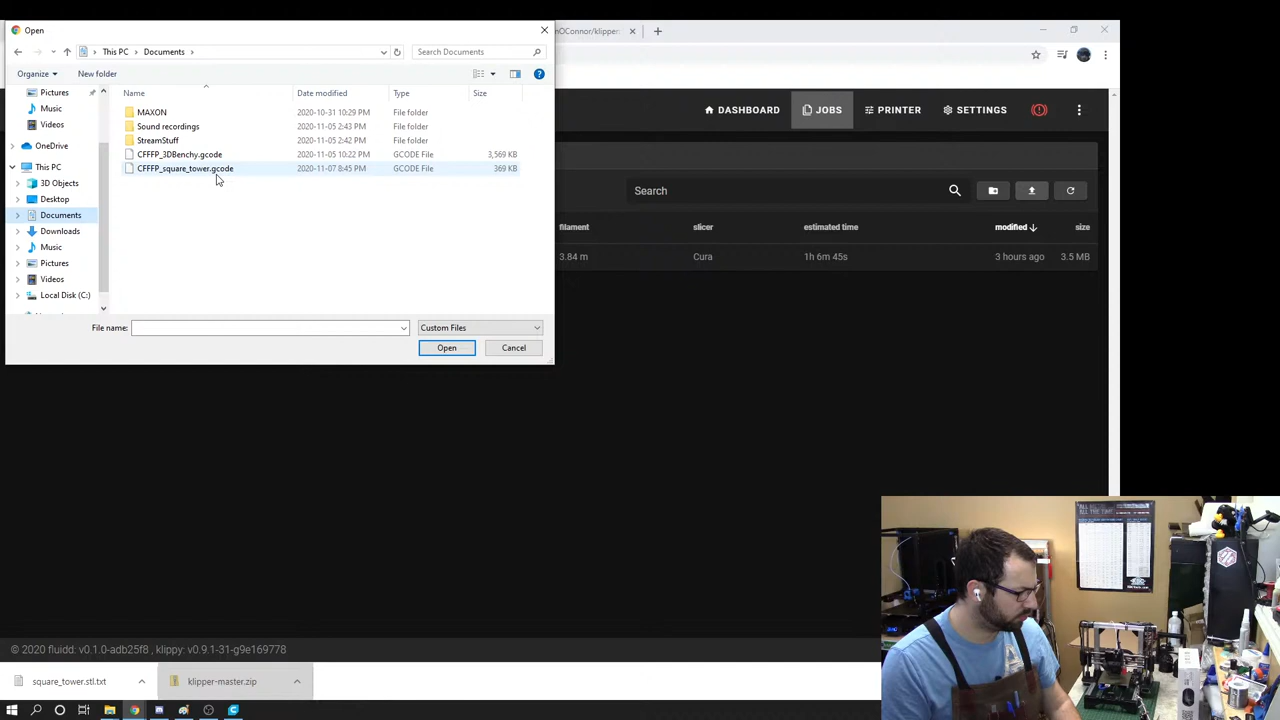 Open
nOConnor/klipper:
This PC > Documents >
Search Documents
Organize
New folder
Name
Date modified
Type
Size
Pictures
Music
Videos
OneDrive
This PC
3D Objects
Desktop
Documents
Downloads
Music
Pictures
Videos
Local Disk (C:)
MAXON 2020-10-31 10:29 PM File folder
Sound recordings 2020-11-05 2:43 PM File folder
StreamStuff 2020-11-05 2:42 PM File folder
CFFFP_3DBenchy.gcode 2020-11-05 10:22 PM GCODE File 3,569 KB
CFFFP_square_tower.gcode 2020-11-07 8:45 PM GCODE File 369 KB
File name:
Custom Files
Open
Cancel
DASHBOARD
JOBS
PRINTER
SETTINGS
Search
filament slicer estimated time modified size
3.84 m Cura 1h 6m 45s 3 hours ago 3.5 MB
© 2020 fluidd: v0.1.0-adb25f8 , klippy: v0.9.1-31-g9e169778
square_tower.stl.txt
klipper-master.zip